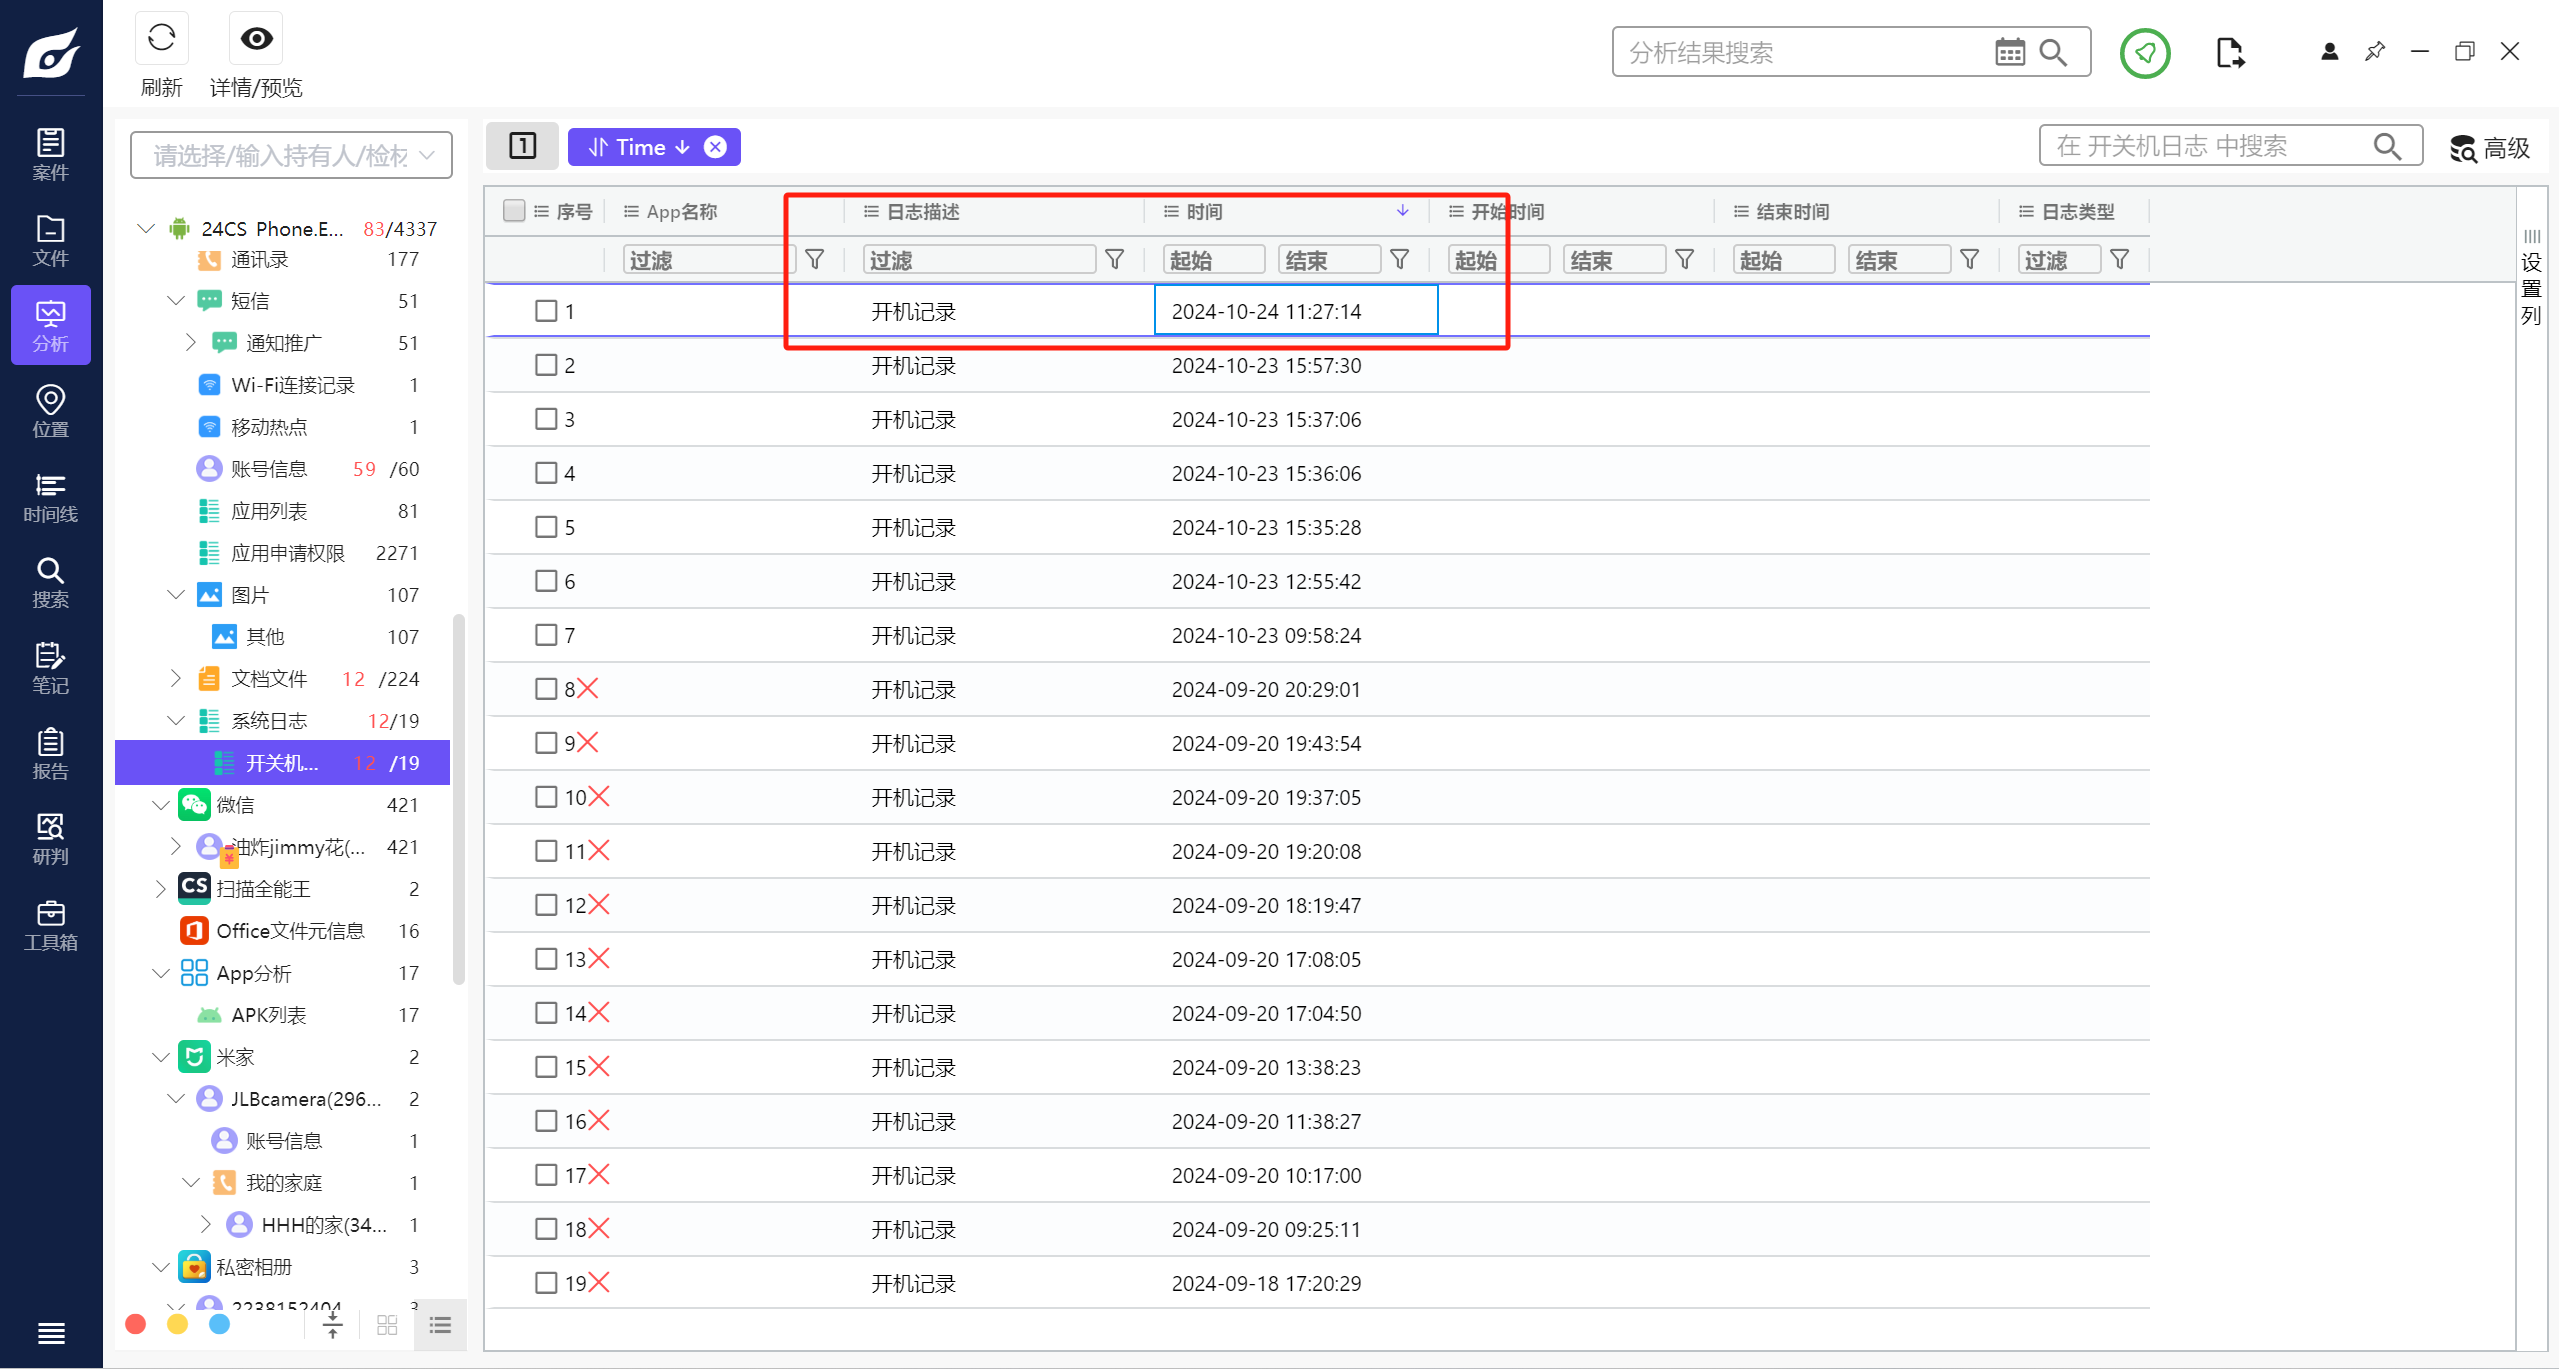 刷新
详情/预览
分析结果搜索
案件
文件
分析
位置
时间线
搜索
笔记
报告
研判
工具箱
请选择/输入持有人/检材
24CS Phone.E... 83/4337
通讯录 177
短信 51
通知推广 51
Wi-Fi连接记录 1
移动热点 1
账号信息 59 /60
应用列表 81
应用申请权限 2271
图片 107
其他 107
文档文件 12 /224
系统日志 12/19
开关机... 12 /19
微信 421
油炸jimmy花(... 421
CS 扫描全能王 2
Office文件元信息 16
App分析 17
APK列表 17
米家 2
JLBcamera(296... 2
账号信息 1
我的家庭 1
HHH的家(34... 1
私密相册 3
2238152404 3
1 Time
在 开关机日志 中搜索
高级
序号 App名称 日志描述 时间 开始时间 结束时间 日志类型
过滤 过滤 起始 结束 起始 结束 起始 结束 过滤
设置列
1 开机记录 2024-10-24 11:27:14
2 开机记录 2024-10-23 15:57:30
3 开机记录 2024-10-23 15:37:06
4 开机记录 2024-10-23 15:36:06
5 开机记录 2024-10-23 15:35:28
6 开机记录 2024-10-23 12:55:42
7 开机记录 2024-10-23 09:58:24
8 开机记录 2024-09-20 20:29:01
9 开机记录 2024-09-20 19:43:54
10 开机记录 2024-09-20 19:37:05
11 开机记录 2024-09-20 19:20:08
12 开机记录 2024-09-20 18:19:47
13 开机记录 2024-09-20 17:08:05
14 开机记录 2024-09-20 17:04:50
15 开机记录 2024-09-20 13:38:23
16 开机记录 2024-09-20 11:38:27
17 开机记录 2024-09-20 10:17:00
18 开机记录 2024-09-20 09:25:11
19 开机记录 2024-09-18 17:20:29